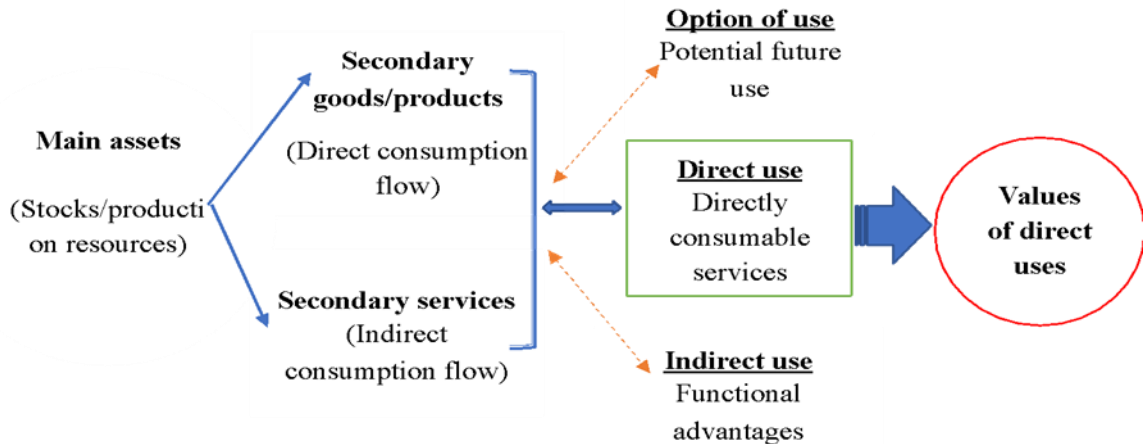 Main assets
(Stocks/producti
on resources)
Secondary
goods/products
(Direct consumption
flow)
Secondary services
(Indirect
consumption flow)
Option of use
Potential future
use
Direct use
Directly
consumable
services
Indirect use
Functional
advantages
Values
of direct
uses